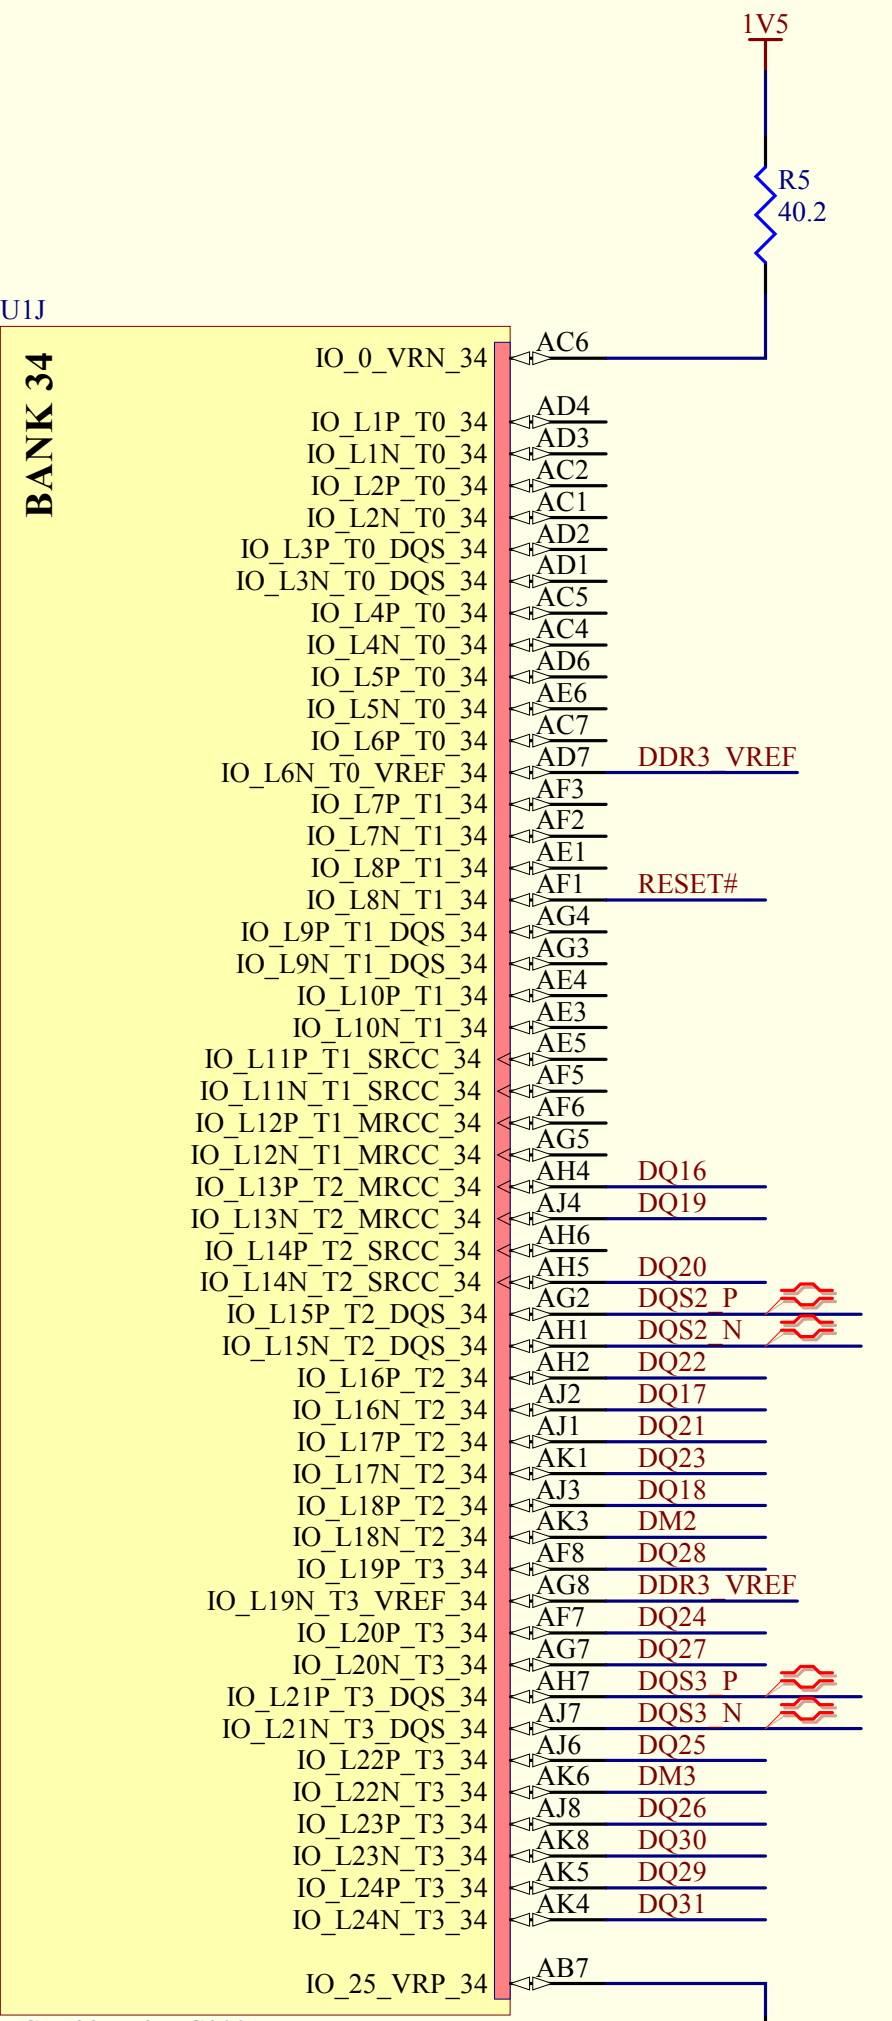 1V5
R5
40.2
U1J
BANK 34
IO_0_VRN_34 AC6
IO_L1P_T0_34 AD4
IO_L1N_T0_34 AD3
IO_L2P_T0_34 AC2
IO_L2N_T0_34 AC1
IO_L3P_T0_DQS_34 AD2
IO_L3N_T0_DQS_34 AD1
IO_L4P_T0_34 AC5
IO_L4N_T0_34 AC4
IO_L5P_T0_34 AD6
IO_L5N_T0_34 AE6
IO_L6P_T0_34 AC7
IO_L6N_T0_VREF_34 AD7 DDR3_VREF
IO_L7P_T1_34 AF3
IO_L7N_T1_34 AF2
IO_L8P_T1_34 AE1
IO_L8N_T1_34 AF1 RESET#
IO_L9P_T1_DQS_34 AG4
IO_L9N_T1_DQS_34 AG3
IO_L10P_T1_34 AE4
IO_L10N_T1_34 AE3
IO_L11P_T1_SRCC_34 AE5
IO_L11N_T1_SRCC_34 AF5
IO_L12P_T1_MRCC_34 AF6
IO_L12N_T1_MRCC_34 AG5
IO_L13P_T2_MRCC_34 AH4 DQ16
IO_L13N_T2_MRCC_34 AJ4 DQ19
IO_L14P_T2_SRCC_34 AH6
IO_L14N_T2_SRCC_34 AH5 DQ20
IO_L15P_T2_DQS_34 AG2 DQS2_P
IO_L15N_T2_DQS_34 AH1 DQS2_N
IO_L16P_T2_34 AH2 DQ22
IO_L16N_T2_34 AJ2 DQ17
IO_L17P_T2_34 AJ1 DQ21
IO_L17N_T2_34 AK1 DQ23
IO_L18P_T2_34 AJ3 DQ18
IO_L18N_T2_34 AK3 DM2
IO_L19P_T3_34 AF8 DQ28
IO_L19N_T3_VREF_34 AG8 DDR3_VREF
IO_L20P_T3_34 AF7 DQ24
IO_L20N_T3_34 AG7 DQ27
IO_L21P_T3_DQS_34 AH7 DQS3_P
IO_L21N_T3_DQS_34 AJ7 DQS3_N
IO_L22P_T3_34 AJ6 DQ25
IO_L22N_T3_34 AK6 DM3
IO_L23P_T3_34 AJ8 DQ26
IO_L23N_T3_34 AK8 DQ30
IO_L24P_T3_34 AK5 DQ29
IO_L24N_T3_34 AK4 DQ31
IO_25_VRP_34 AB7